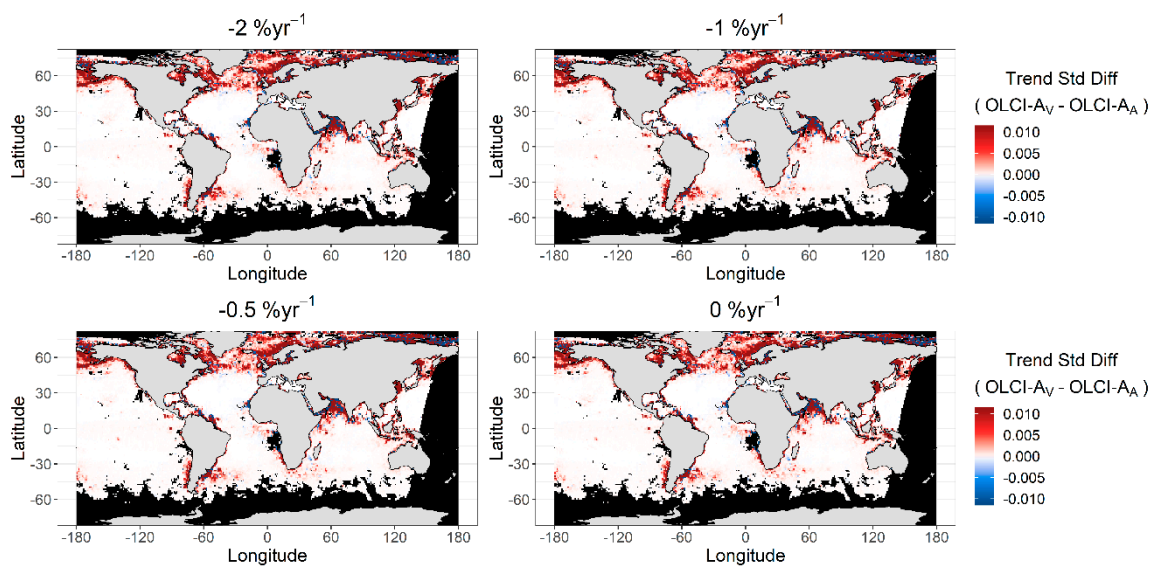 -2 %yr⁻¹
-1 %yr⁻¹
Latitude
60
30
0
-30
-60
-180 -120 -60 0 60 120 180
Longitude
Latitude
60
30
0
-30
-60
-180 -120 -60 0 60 120 180
Longitude
Trend Std Diff
( OLCI-Aᵥ - OLCI-A_A )
0.010
0.005
0.000
-0.005
-0.010
-0.5 %yr⁻¹
0 %yr⁻¹
Latitude
60
30
0
-30
-60
-180 -120 -60 0 60 120 180
Longitude
Latitude
60
30
0
-30
-60
-180 -120 -60 0 60 120 180
Longitude
Trend Std Diff
( OLCI-Aᵥ - OLCI-A_A )
0.010
0.005
0.000
-0.005
-0.010